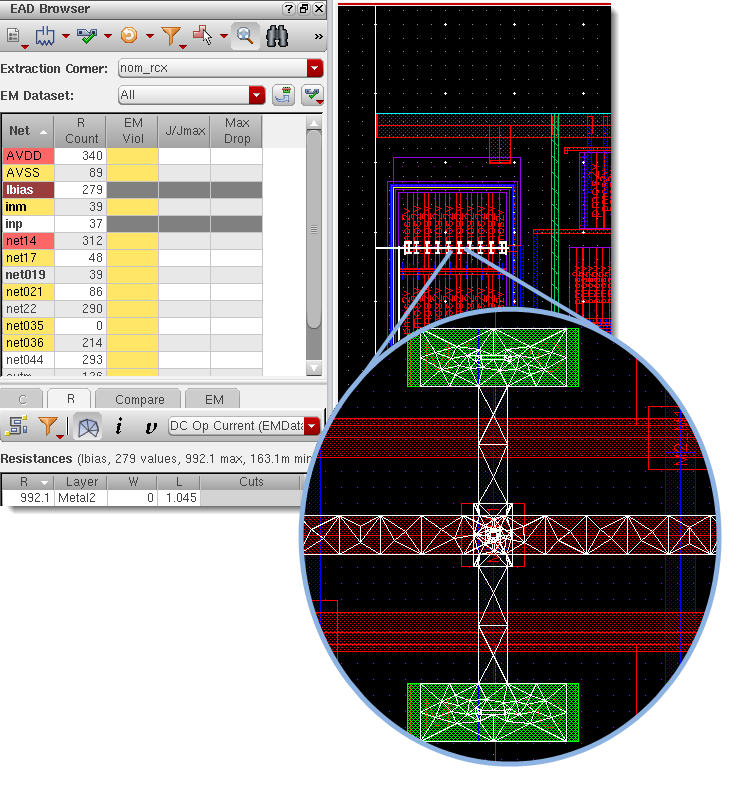 EAD Browser
Extraction Corner: nom_rcx
EM Dataset: All
Net R Count EM Viol J/Jmax Max Drop
AVDD 340
AVSS 89
Ibias 279
inm 39
inp 37
net14 312
net17 48
net019 39
net021 86
net22 290
net035 0
net036 214
net044 293
C R Compare EM
i υ DC Op Current (EMData
Resistances (Ibias, 279 values, 992.1 max, 163.1m min
R Layer W L Cuts
992.1 Metal2 0 1.045
pmos2v